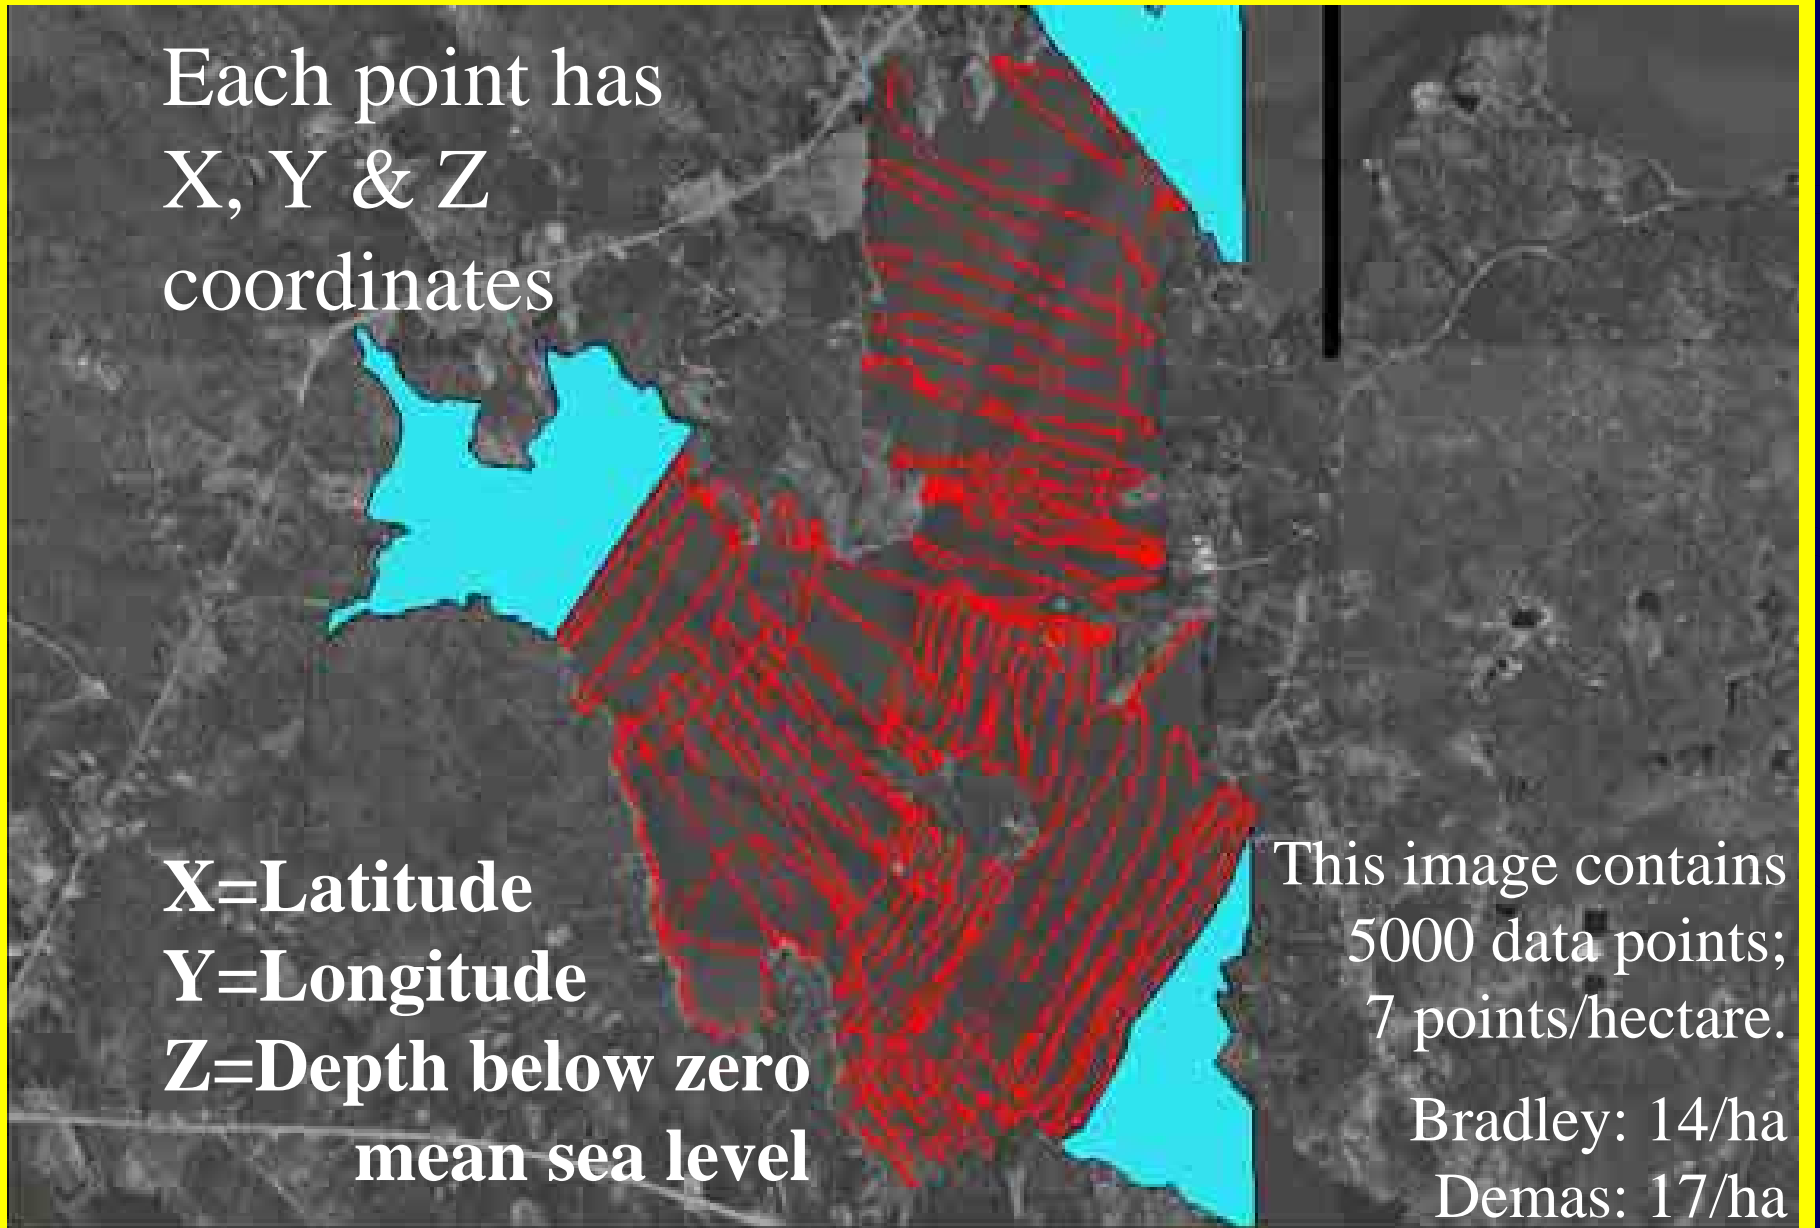 Each point has
X, Y & Z
coordinates
X=Latitude
Y=Longitude
Z=Depth below zero
mean sea level
This image contains
5000 data points;
7 points/hectare.
Bradley: 14/ha
Demas: 17/ha